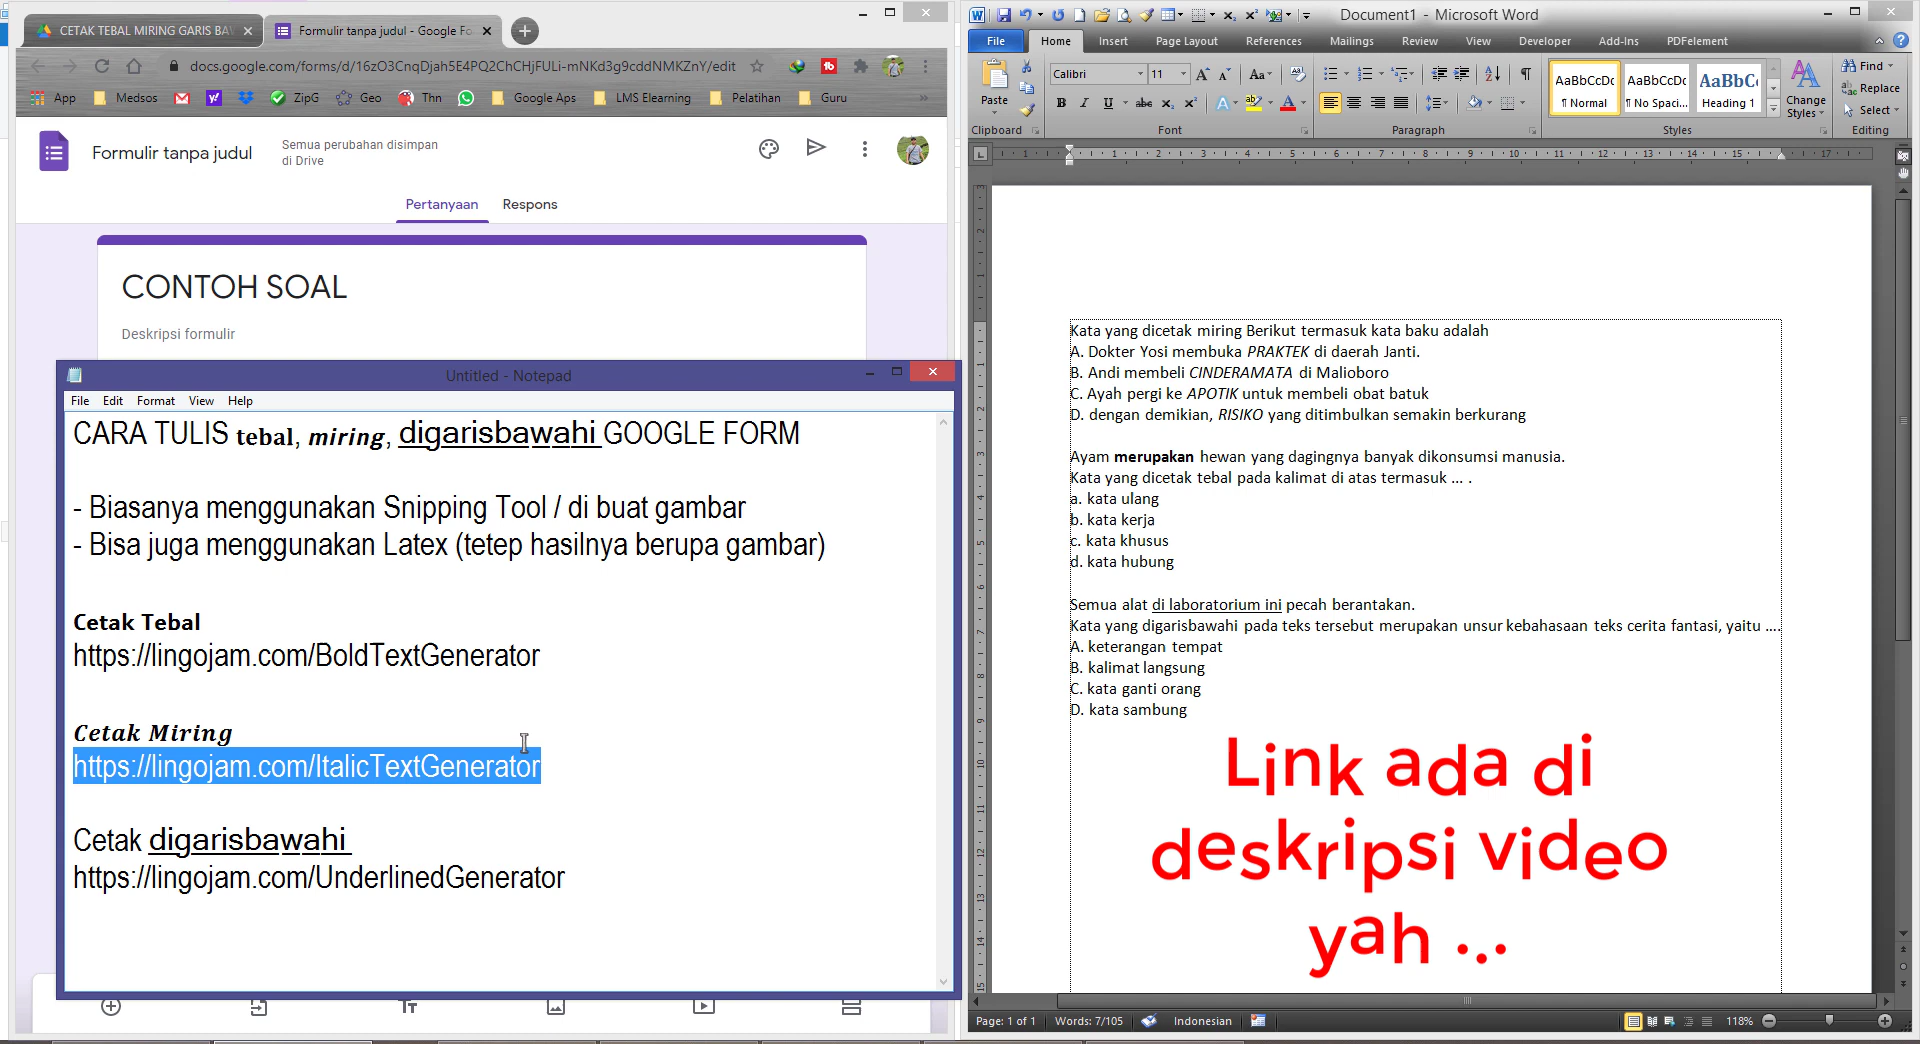 CETAK TEBAL MIRING GARIS BAV
Formulir tanpa judul - Google Fo
docs.google.com/forms/d/16zO3CnqDjah5E4PQ2ChCHjFULi-mNKd3g9cddNMKZnY/edit
App Medsos ZipG Geo Thn Google Aps LMS Elearning Pelatihan Guru
Formulir tanpa judul
Semua perubahan disimpan
di Drive
Pertanyaan Respons
CONTOH SOAL
Deskripsi formulir
Untitled - Notepad
File Edit Format View Help
CARA TULIS tebal, miring, digarisbawahi GOOGLE FORM
- Biasanya menggunakan Snipping Tool / di buat gambar
- Bisa juga menggunakan Latex (tetep hasilnya berupa gambar)
Cetak Tebal
https://lingojam.com/BoldTextGenerator
Cetak Miring
https://lingojam.com/ItalicTextGenerator
Cetak digarisbawahi
https://lingojam.com/UnderlinedGenerator
Document1 - Microsoft Word
File Home Insert Page Layout References Mailings Review View Developer Add-Ins PDFelement
Paste
Calibri 11
AaBbCcDc AaBbCcDc AaBbC
¶ Normal ¶ No Spaci... Heading 1
Change
Styles
Find
Replace
Select
Clipboard Font Paragraph Styles Editing
Kata yang dicetak miring Berikut termasuk kata baku adalah
A. Dokter Yosi membuka PRAKTEK di daerah Janti.
B. Andi membeli CINDERAMATA di Malioboro
C. Ayah pergi ke APOTIK untuk membeli obat batuk
D. dengan demikian, RISIKO yang ditimbulkan semakin berkurang
Ayam merupakan hewan yang dagingnya banyak dikonsumsi manusia.
Kata yang dicetak tebal pada kalimat di atas termasuk ... .
a. kata ulang
b. kata kerja
c. kata khusus
d. kata hubung
Semua alat di laboratorium ini pecah berantakan.
Kata yang digarisbawahi pada teks tersebut merupakan unsur kebahasaan teks cerita fantasi, yaitu ....
A. keterangan tempat
B. kalimat langsung
C. kata ganti orang
D. kata sambung
Link ada di
deskripsi video
yah ...
Page: 1 of 1 Words: 7/105 Indonesian 118%